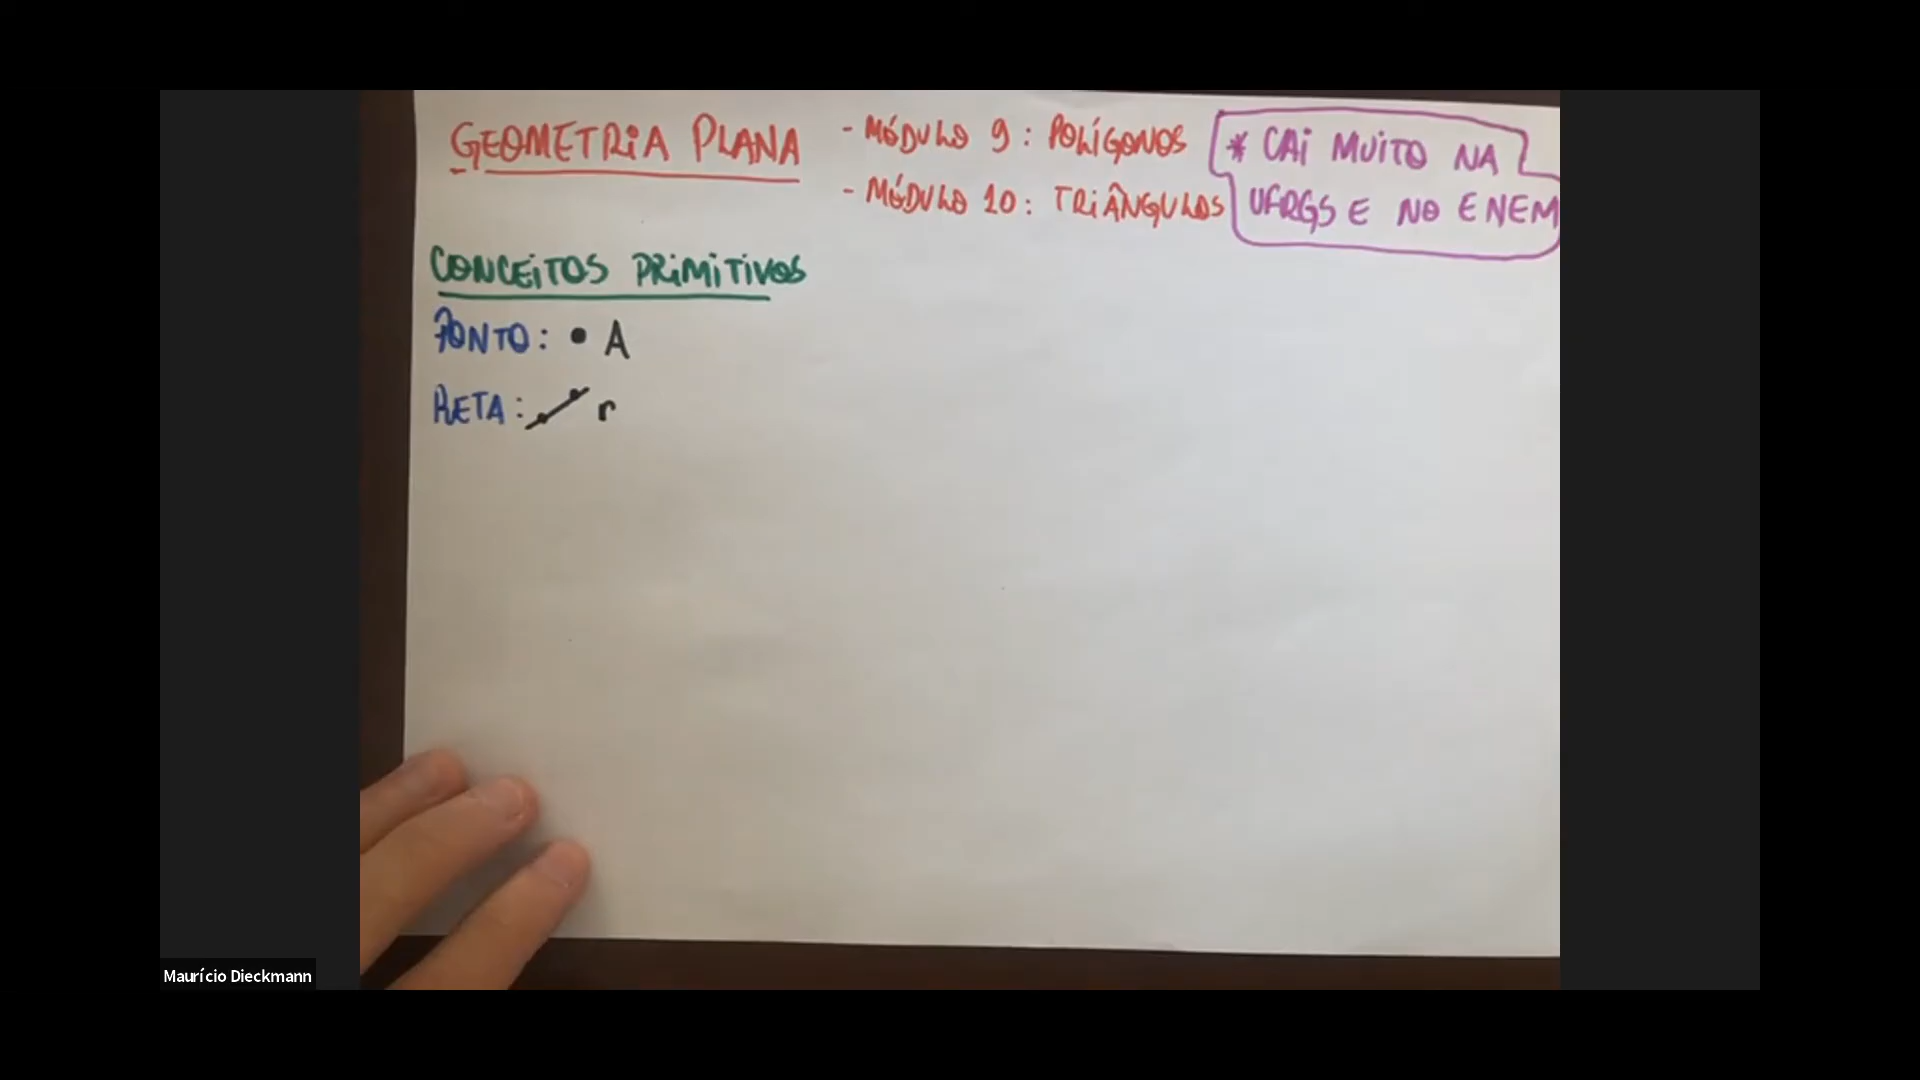 GEOMETRIA PLANA
- MÓDULO 9 : POLÍGONOS
- MÓDULO 10 : TRIÂNGULOS
* CAI MUITO NA
UFRGS E NO ENEM
CONCEITOS PRIMITIVOS
PONTO : • A
RETA : r
Maurício Dieckmann